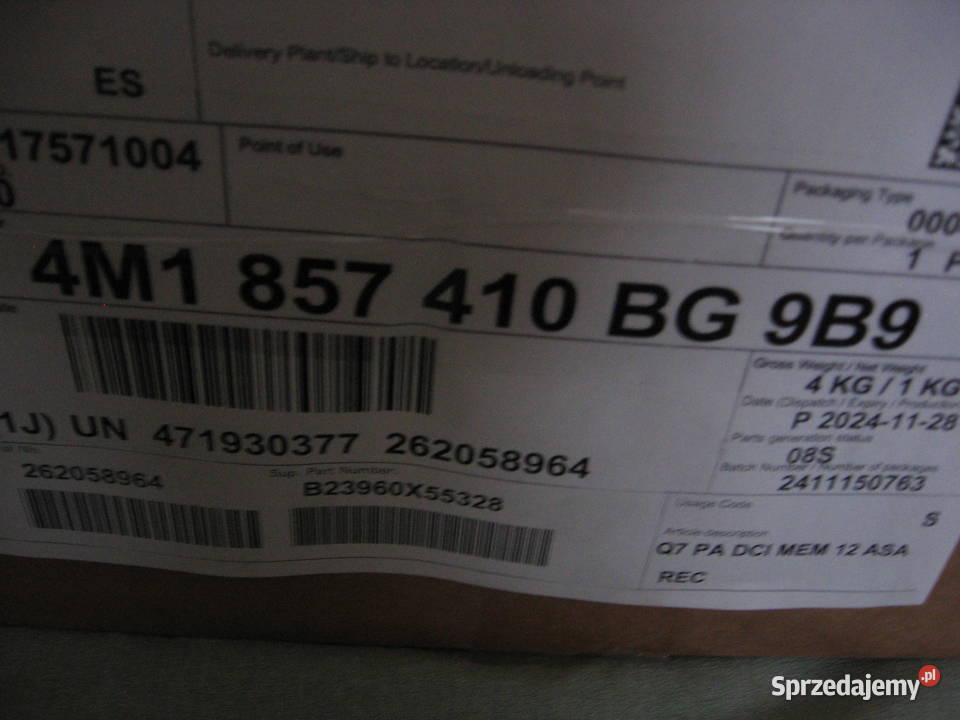 Delivery Plant/Ship to Location/Unloading Point
ES
17571004
Point of Use
0
Packaging Type
000
Quantity per Package
1 P
4M1 857 410 BG 9B9
Gross Weight / Net Weight
4 KG / 1 KG
Date (Dispatch / Expiry / Production
P 2024-11-28
1J) UN 471930377 262058964
Parts generation status
08S
Batch Number / Number of packages
2411150763
262058964
Sup. Part Number
B23960X55328
Usage Code
S
Article description
Q7 PA DCI MEM 12 ASA
REC
Sprzedajemy.pl